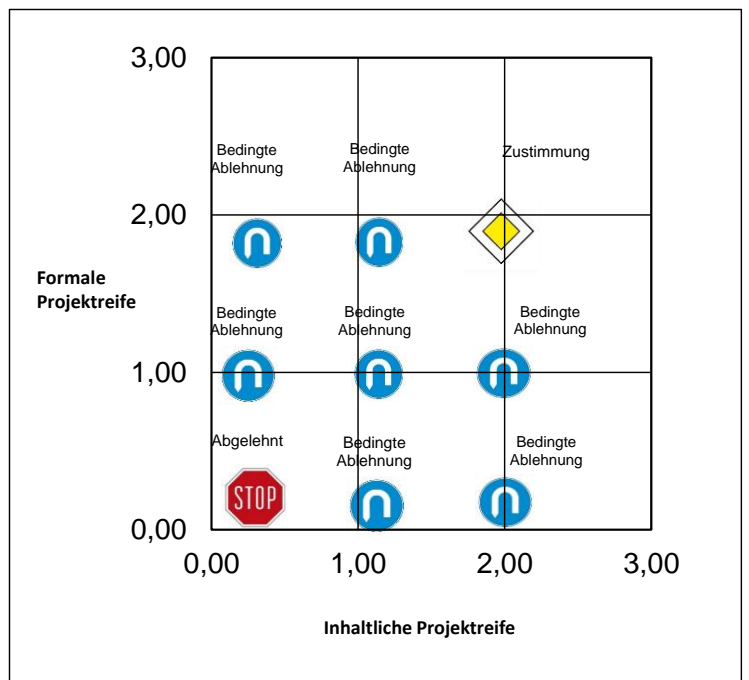 3,00
Bedingte Bedingte Zustimmung
Ablehnung Ablehnung
2,00
Formale
Projektreife
Bedingte Bedingte Bedingte
Ablehnung Ablehnung Ablehnung
1,00
Abgelehnt Bedingte Bedingte
Ablehnung Ablehnung
STOP
0,00
0,00 1,00 2,00 3,00
Inhaltliche Projektreife